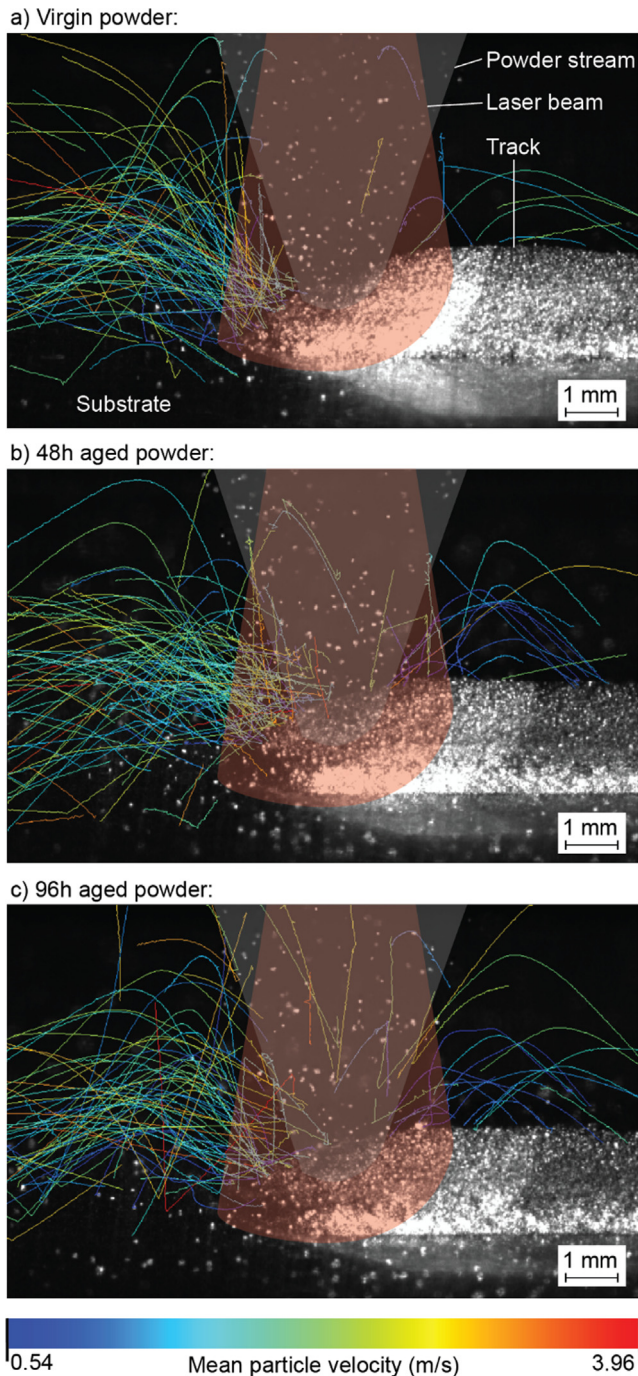 a) Virgin powder:
Powder stream
Laser beam
Track
Substrate
1 mm
b) 48h aged powder:
1 mm
c) 96h aged powder:
1 mm
0.54 Mean particle velocity (m/s) 3.96